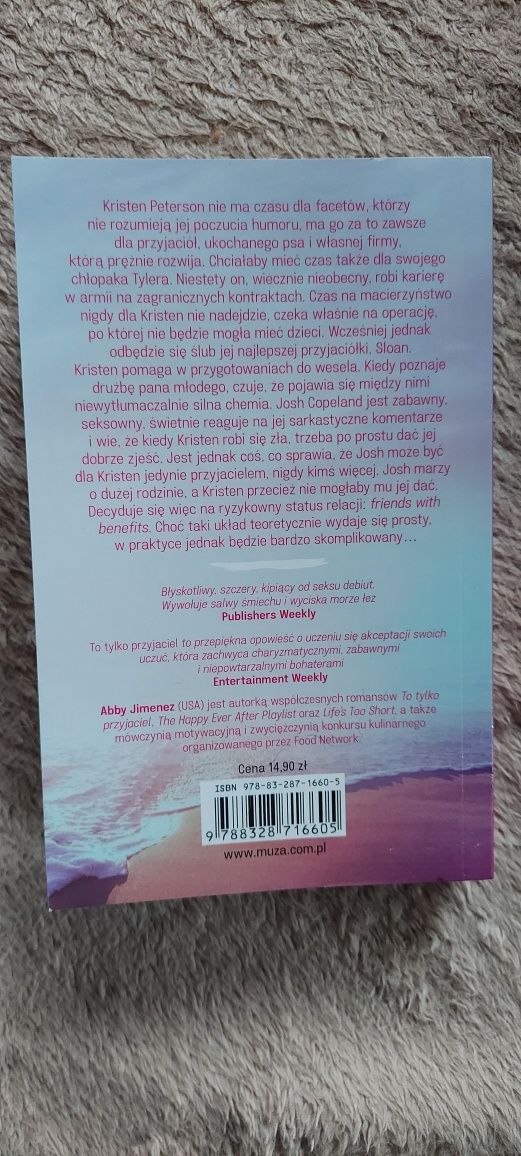 Kristen Peterson nie ma czasu dla facetów, którzy
nie rozumieją jej poczucia humoru, ma go za to zawsze
dla przyjaciół, ukochanego psa i własnej firmy,
którą prężnie rozwija. Chciałaby mieć czas także dla swojego
chłopaka Tylera. Niestety on, wiecznie nieobecny, robi karierę
w armii na zagranicznych kontraktach. Czas na macierzyństwo
nigdy dla Kristen nie nadejdzie, czeka właśnie na operację,
po której nie będzie mogła mieć dzieci. Wcześniej jednak
odbędzie się ślub jej najlepszej przyjaciółki, Sloan.
Kristen pomaga w przygotowaniach do wesela. Kiedy poznaje
drużbę pana młodego, czuje, że pojawia się między nimi
niewytłumaczalnie silna chemia. Josh Copeland jest zabawny,
seksowny, świetnie reaguje na jej sarkastyczne komentarze
i wie, że kiedy Kristen robi się zła, trzeba po prostu dać jej
dobrze zjeść. Jest jednak coś, co sprawia, że Josh może być
dla Kristen jedynie przyjacielem, nigdy kimś więcej. Josh marzy
o dużej rodzinie, a Kristen przecież nie mogłaby mu jej dać.
Decyduje się więc na ryzykowny status relacji: friends with
benefits. Choć taki układ teoretycznie wydaje się prosty,
w praktyce jednak będzie bardzo skomplikowany...
Błyskotliwy, szczery, kipiący od seksu debiut.
Wywołuje salwy śmiechu i wyciska morze łez
Publishers Weekly
To tylko przyjaciel to przepiękna opowieść o uczeniu się akceptacji swoich
uczuć, która zachwyca charyzmatycznymi, zabawnymi
i niepowtarzalnymi bohaterami
Entertainment Weekly
Abby Jimenez (USA) jest autorką współczesnych romansów To tylko
przyjaciel, The Happy Ever After Playlist oraz Life's Too Short, a także
mówczynią motywacyjną i zwyciężczynią konkursu kulinarnego
organizowanego przez Food Network.
Cena 14,90 zł
ISBN 978-83-287-1660-5
9 788328 716605
www.muza.com.pl